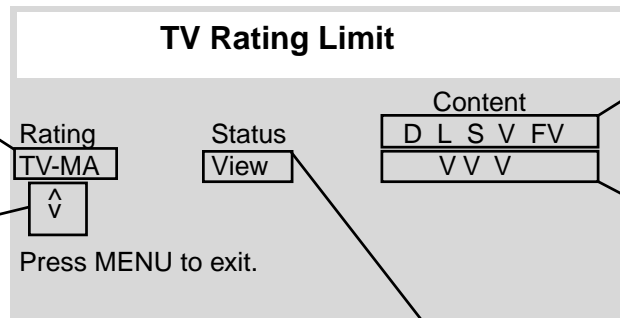 TV Rating Limit
Content
Rating Status D L S V FV
TV-MA View V V V
<
>
Press MENU to exit.